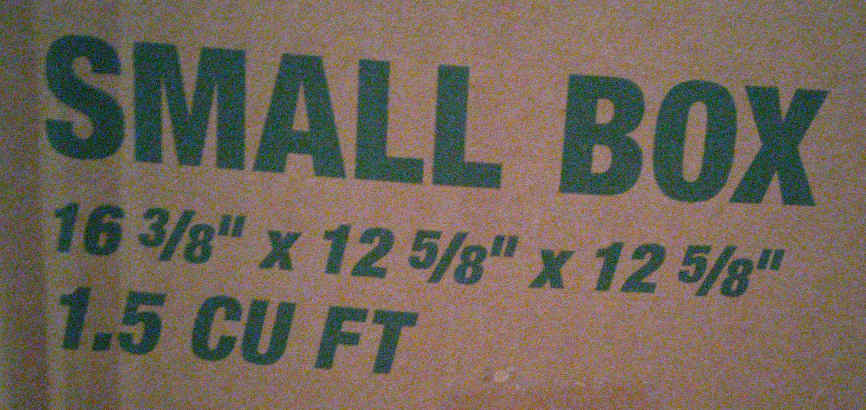 SMALL BOX
16 3/8" x 12 5/8" x 12 5/8"
1.5 CU FT